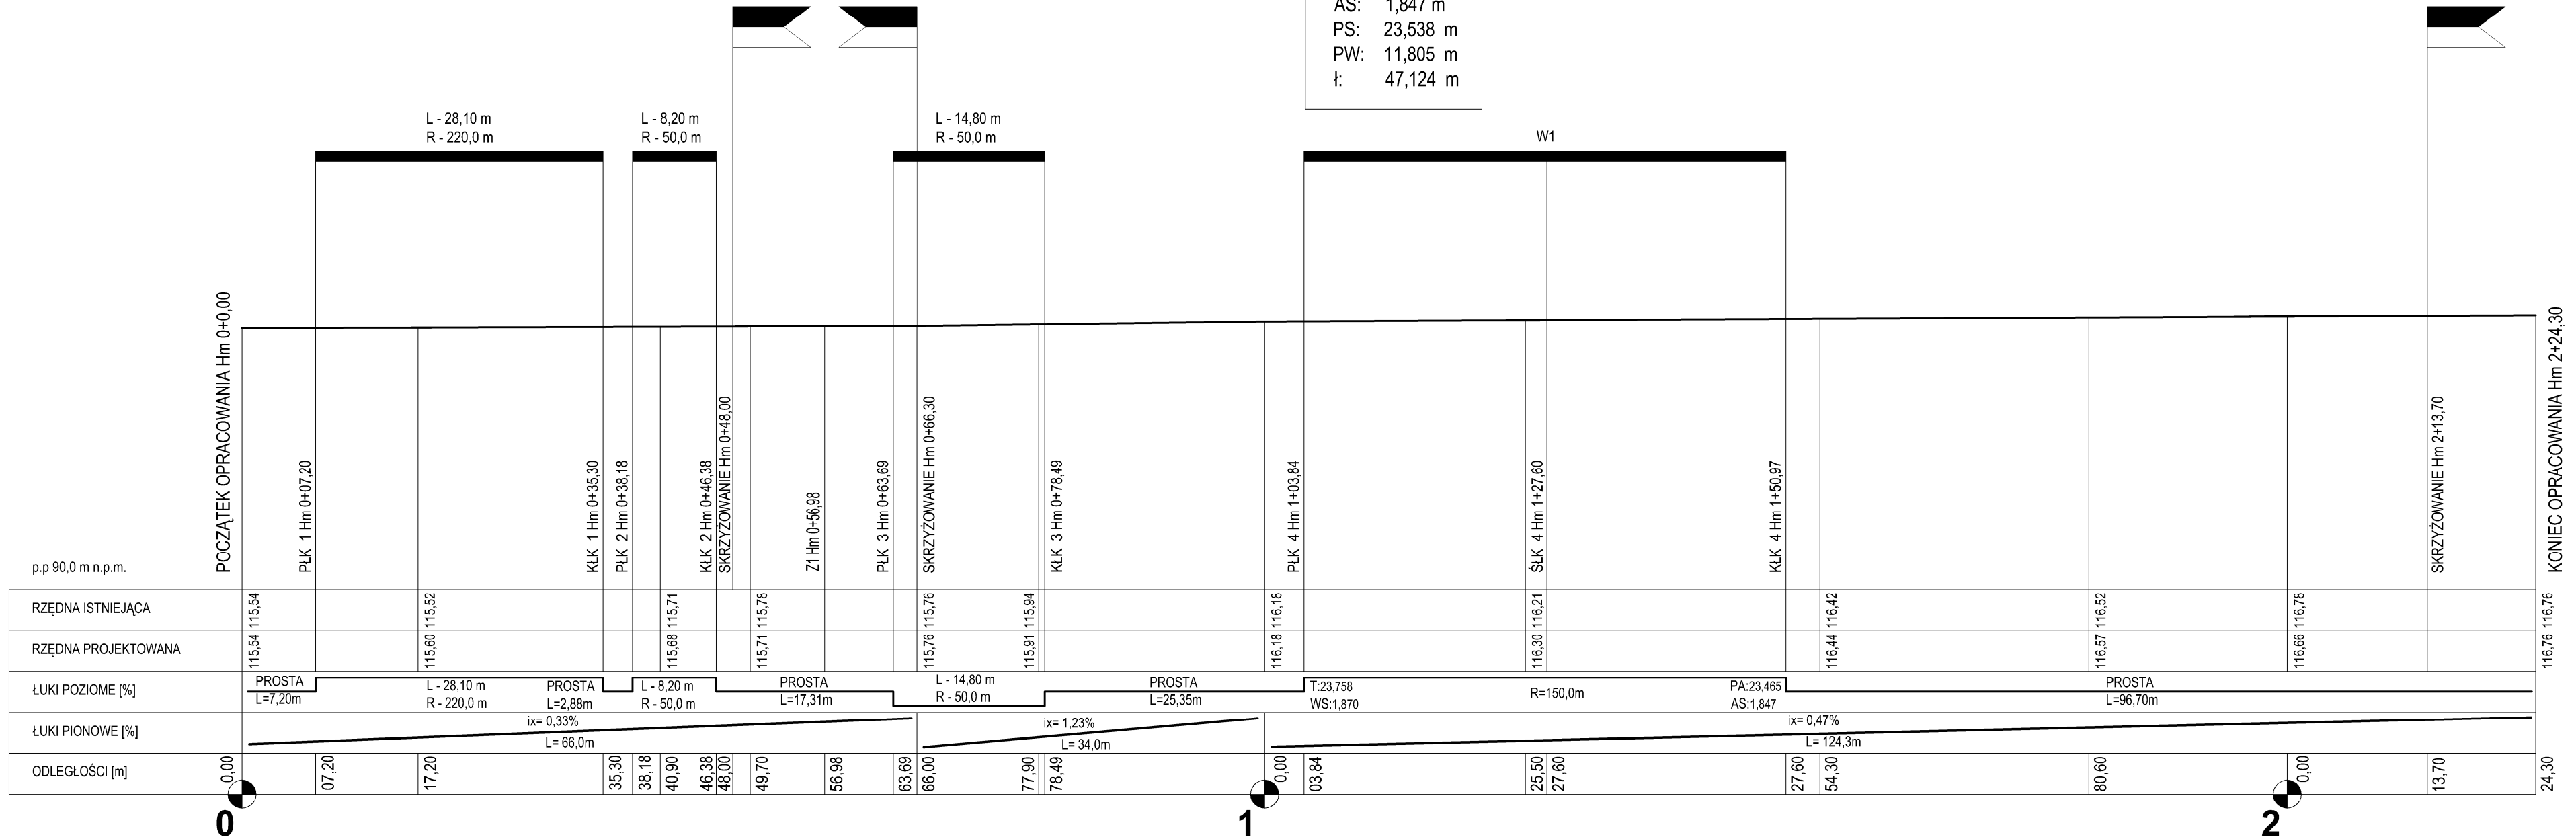 AS: 1,847 m
PS: 23,538 m
PW: 11,805 m
ł: 47,124 m
L - 28,10 m
R - 220,0 m
L - 8,20 m
R - 50,0 m
L - 14,80 m
R - 50,0 m
W1
POCZĄTEK OPRACOWANIA Hm 0+0,00
PŁK 1 Hm 0+07,20
KŁK 1 Hm 0+35,30
PŁK 2 Hm 0+38,18
KŁK 2 Hm 0+46,38
SKRZYŻOWANIE Hm 0+48,00
Z1 Hm 0+56,98
PŁK 3 Hm 0+63,69
SKRZYŻOWANIE Hm 0+66,30
KŁK 3 Hm 0+78,49
PŁK 4 Hm 1+03,84
ŚŁK 4 Hm 1+27,60
KŁK 4 Hm 1+50,97
SKRZYŻOWANIE Hm 2+13,70
KONIEC OPRACOWANIA Hm 2+24,30
p.p 90,0 m n.p.m.
RZĘDNA ISTNIEJĄCA 115,54 115,52 115,71 115,78 115,76 115,94 116,18 116,21 116,42 116,52 116,78 116,76
RZĘDNA PROJEKTOWANA 115,54 115,60 115,68 115,71 115,76 115,91 116,18 116,30 116,44 116,57 116,66 116,76
ŁUKI POZIOME [%]
PROSTA
L=7,20m
L - 28,10 m
R - 220,0 m
PROSTA
L=2,88m
L - 8,20 m
R - 50,0 m
PROSTA
L=17,31m
L - 14,80 m
R - 50,0 m
PROSTA
L=25,35m
T:23,758
WS:1,870
R=150,0m
PA:23,465
AS:1,847
PROSTA
L=96,70m
ŁUKI PIONOWE [%]
ix= 0,33%
L= 66,0m
ix= 1,23%
L= 34,0m
ix= 0,47%
L= 124,3m
ODLEGŁOŚCI [m] 0,00 07,20 17,20 35,30 38,18 40,90 46,38 48,00 49,70 56,98 63,69 66,00 77,90 78,49 0,00 03,84 25,50 27,60 27,60 54,30 80,60 0,00 13,70 24,30
0 1 2